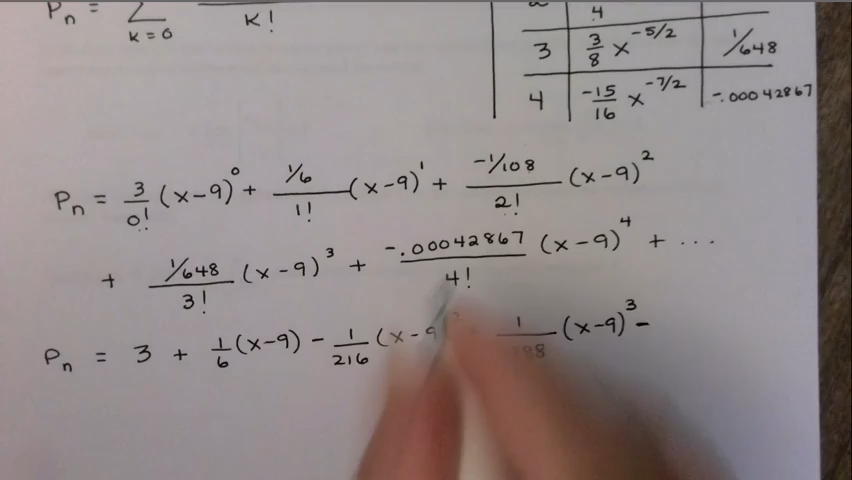 Pn = Σ k=0 K!
4
3 3/8 x^-5/2 1/648
4 -15/16 x^-7/2 -.00042867
Pn = 3/0! (x-9)^0 + 1/6/1! (x-9)^1 + -1/108/2! (x-9)^2
+ 1/648/3! (x-9)^3 + -.00042867/4! (x-9)^4 + ...
Pn = 3 + 1/6 (x-9) - 1/216 (x-9 1 (x-9)^3 -